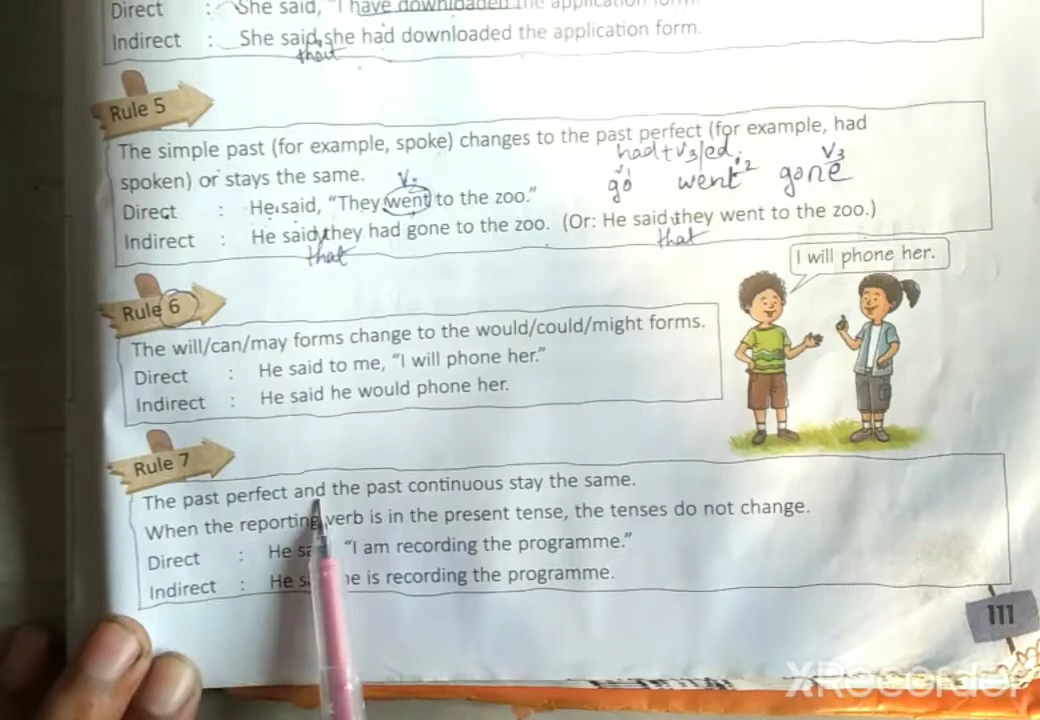 Direct : She said, "I have downloaded the application form.
Indirect : She said, she had downloaded the application form.
that
Rule 5
The simple past (for example, spoke) changes to the past perfect (for example, had
had+V3/ed.
spoken) or stays the same.
go went gone
V1 2 V3
Direct : He said, "They went to the zoo."
Indirect : He said they had gone to the zoo. (Or: He said they went to the zoo.)
that that
I will phone her.
Rule 6
The will/can/may forms change to the would/could/might forms.
Direct : He said to me, "I will phone her."
Indirect : He said he would phone her.
Rule 7
The past perfect and the past continuous stay the same.
When the reporting verb is in the present tense, the tenses do not change.
Direct : He "I am recording the programme."
Indirect : He is recording the programme.
111
XRecorder